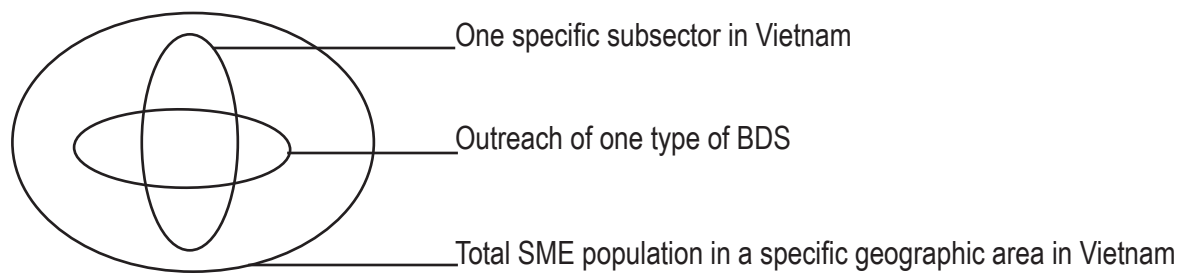 One specific subsector in Vietnam
Outreach of one type of BDS
Total SME population in a specific geographic area in Vietnam